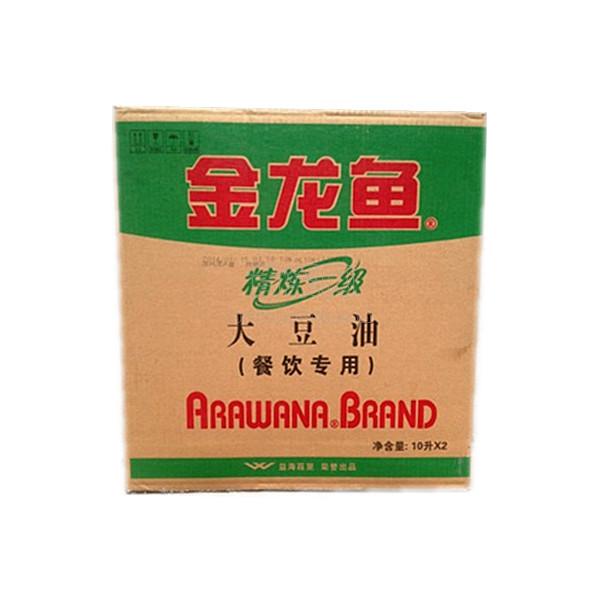 金龙鱼®
精炼一级
大豆油
(餐饮专用)
ARAWANA®BRAND
净含量: 10升X2
益海嘉里 荣誉出品